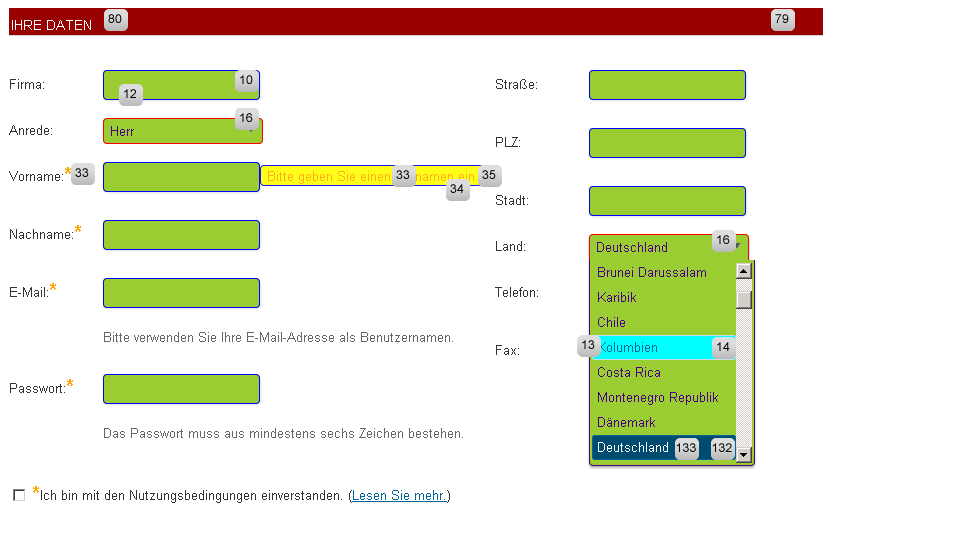 IHRE DATEN 80 79
Firma: 10 12
Straße:
Anrede: Herr 16
PLZ:
Vorname:* 33 Bitte geben Sie einen 33 namen ein 35 34
Stadt:
Nachname:*
Land: Deutschland 16
E-Mail:*
Telefon:
Bitte verwenden Sie Ihre E-Mail-Adresse als Benutzernamen.
Fax:
Passwort:*
Das Passwort muss aus mindestens sechs Zeichen bestehen.
Brunei Darussalam
Karibik
Chile
13 Kolumbien 14
Costa Rica
Montenegro Republik
Dänemark
Deutschland 133 132
*Ich bin mit den Nutzungsbedingungen einverstanden. (Lesen Sie mehr.)